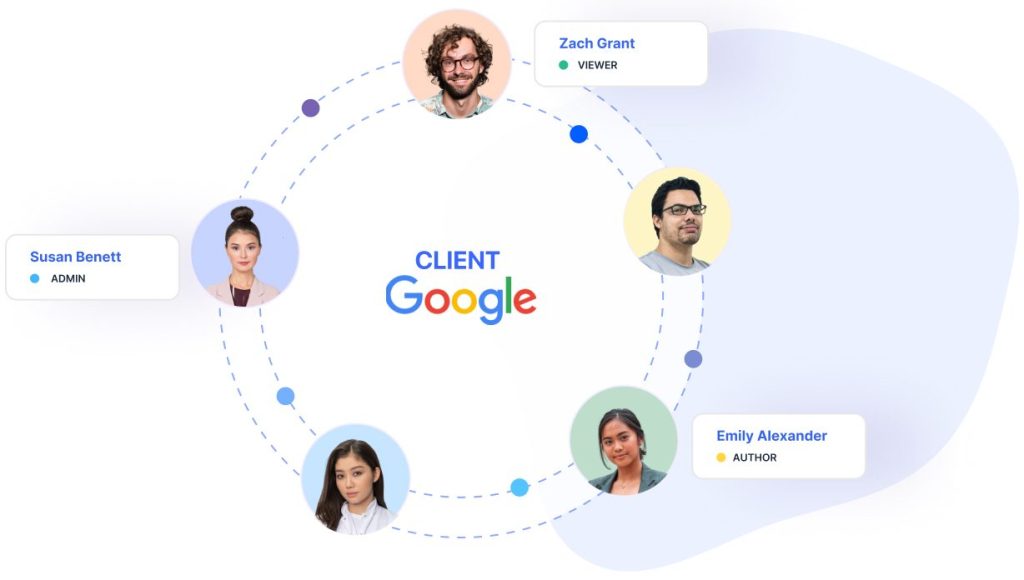 Zach Grant
VIEWER
Susan Benett
ADMIN
CLIENT
Google
Emily Alexander
AUTHOR